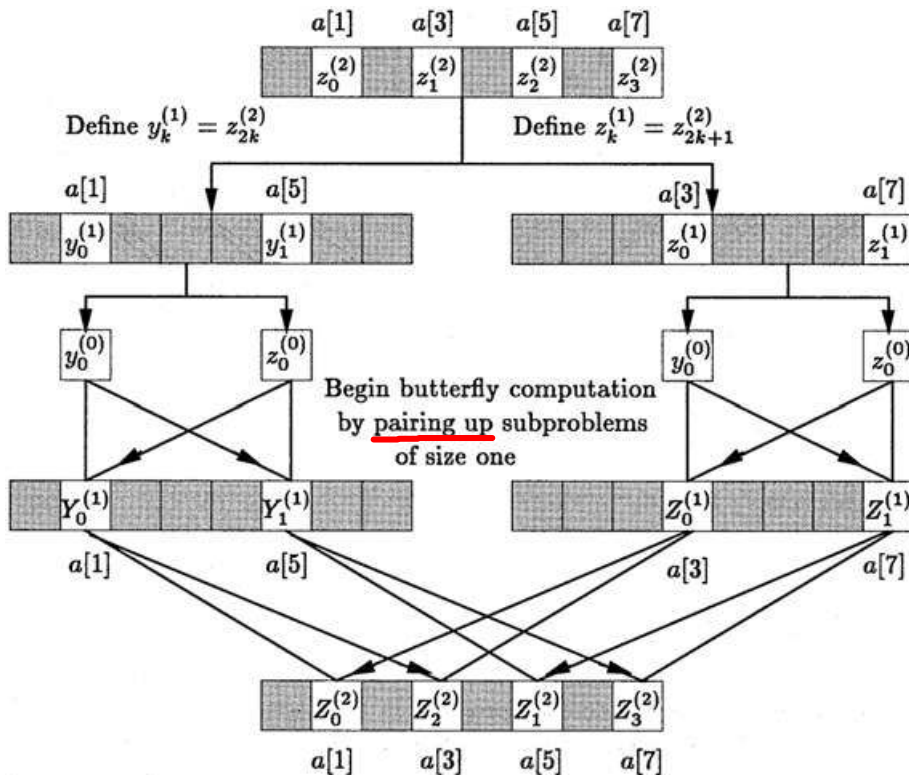 a[1] a[3] a[5] a[7]
z_0^{(2)} z_1^{(2)} z_2^{(2)} z_3^{(2)}
Define y_k^{(1)} = z_{2k}^{(2)} Define z_k^{(1)} = z_{2k+1}^{(2)}
a[1] a[5] a[3] a[7]
y_0^{(1)} y_1^{(1)} z_0^{(1)} z_1^{(1)}
y_0^{(0)} z_0^{(0)} y_0^{(0)} z_0^{(0)}
Begin butterfly computation
by pairing up subproblems
of size one
Y_0^{(1)} Y_1^{(1)} Z_0^{(1)} Z_1^{(1)}
a[1] a[5] a[3] a[7]
Z_0^{(2)} Z_2^{(2)} Z_1^{(2)} Z_3^{(2)}
a[1] a[3] a[5] a[7]